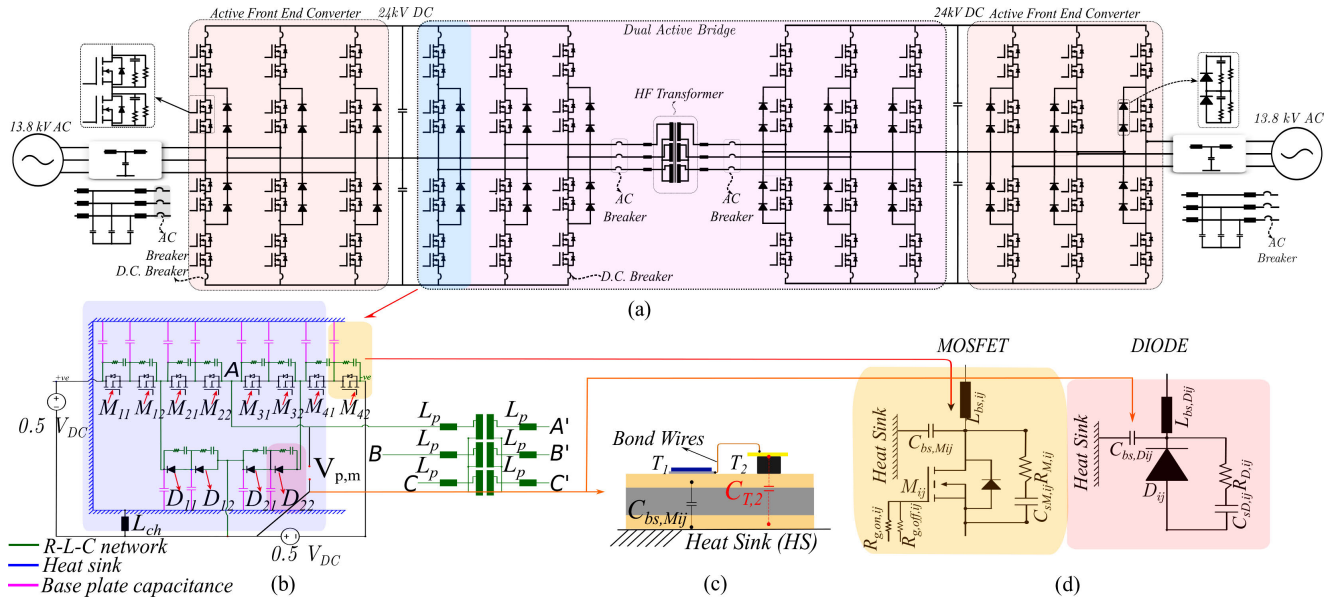 Active Front End Converter
24kV DC
Dual Active Bridge
24kV DC
Active Front End Converter
HF Transformer
13.8 kV AC
13.8 kV AC
AC
Breaker
D.C. Breaker
AC
Breaker
AC
Breaker
D.C. Breaker
AC
Breaker
(a)
+ve
A
-ve
M11
M12
M21
M22
M31
M32
M41
M42
0.5 VDC
Vp,m
D11
D12
D21
D22
Lch
0.5 VDC
Lp
Lp
A'
B
Lp
Lp
B'
C
Lp
Lp
C'
R-L-C network
Heat sink
Base plate capacitance
(b)
Bond Wires
T1
T2
Cbs,Mij
CT,2
Heat Sink (HS)
(c)
MOSFET
Lbs,ij
Heat Sink
Cbs,Mij
Mij
RM,ij
CsM,ij
Rg,on,ij
Rg,off,ij
DIODE
Lbs,Dij
Heat Sink
Cbs,Dij
Dij
RD,ij
CsD,ij
(d)